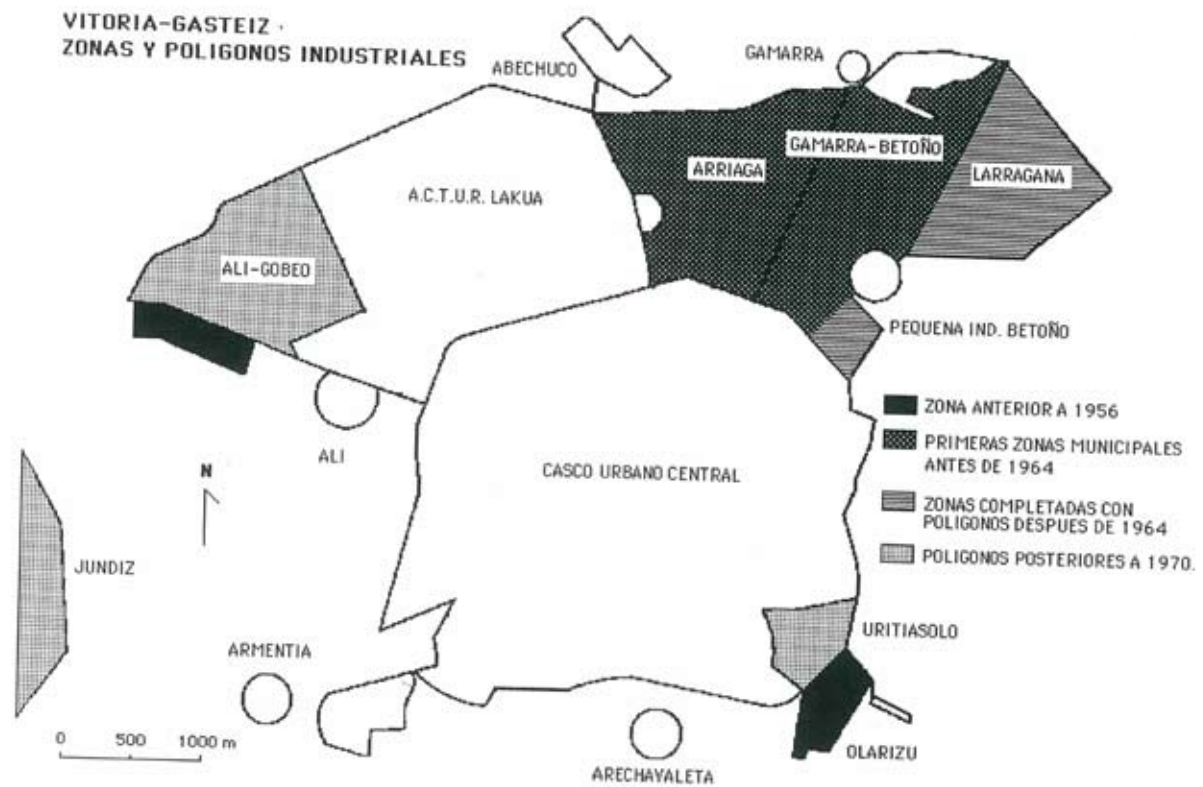 VITORIA-GASTEIZ
ZONAS Y POLIGONOS INDUSTRIALES
ABECHUCO
GAMARRA
GAMARRA-BETOÑO
ARRIAGA
LARRAGANA
A.C.T.U.R. LAKUA
ALI-GOBEO
PEQUENA IND. BETOÑO
ZONA ANTERIOR A 1956
PRIMERAS ZONAS MUNICIPALES
ANTES DE 1964
ZONAS COMPLETADAS CON
POLIGONOS DESPUES DE 1964
POLIGONOS POSTERIORES A 1970.
ALI
N
CASCO URBANO CENTRAL
JUNDIZ
URITIASOLO
ARMENTIA
0 500 1000 m
OLARIZU
ARECHAVALETA